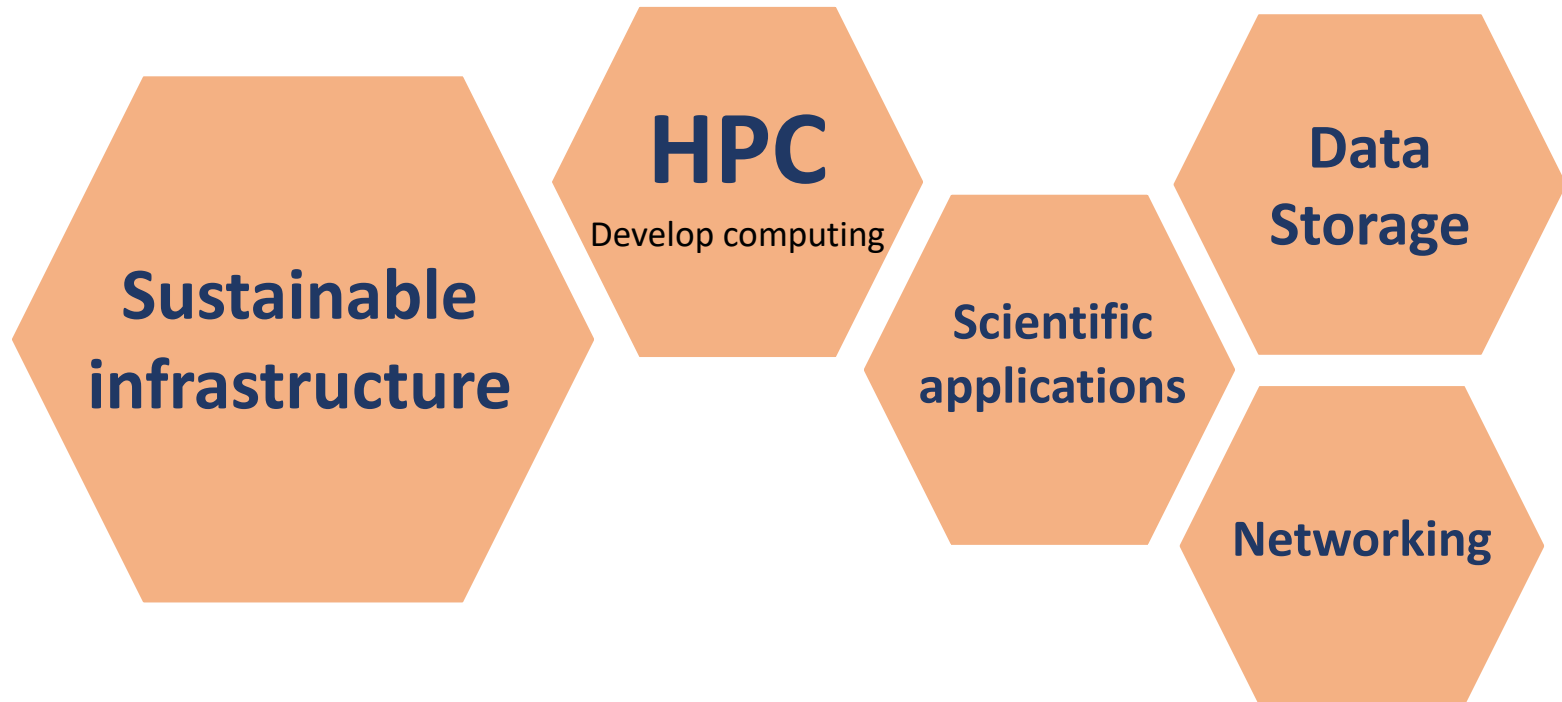 Sustainable
infrastructure
HPC
Develop computing
Scientific
applications
Data
Storage
Networking